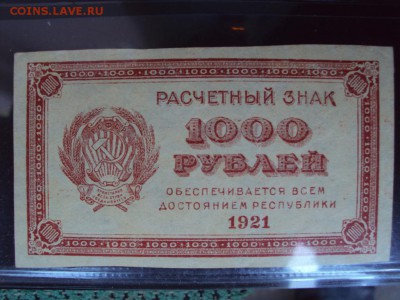 COINS.LAVE.RU
РАСЧЕТНЫЙ ЗНАК
1000
РУБЛЕЙ
ОБЕСПЕЧИВАЕТСЯ ВСЕМ
ДОСТОЯНИЕМ РЕСПУБЛИКИ
1921